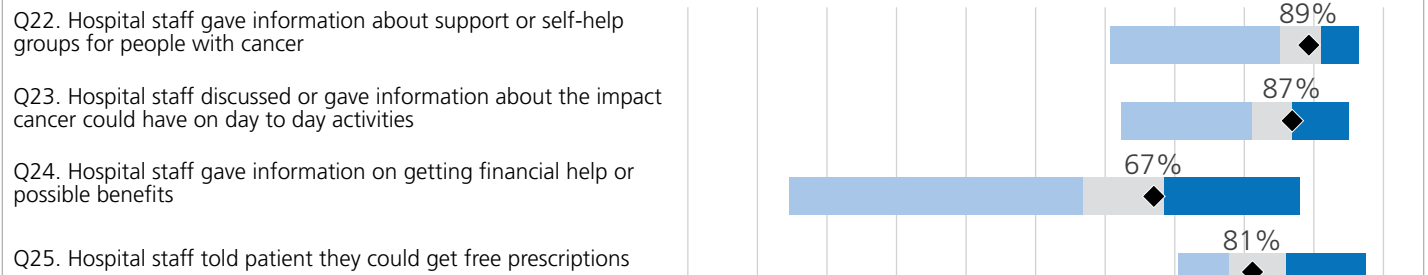 Q22. Hospital staff gave information about support or self-help
groups for people with cancer
89%
Q23. Hospital staff discussed or gave information about the impact
cancer could have on day to day activities
87%
Q24. Hospital staff gave information on getting financial help or
possible benefits
67%
Q25. Hospital staff told patient they could get free prescriptions
81%